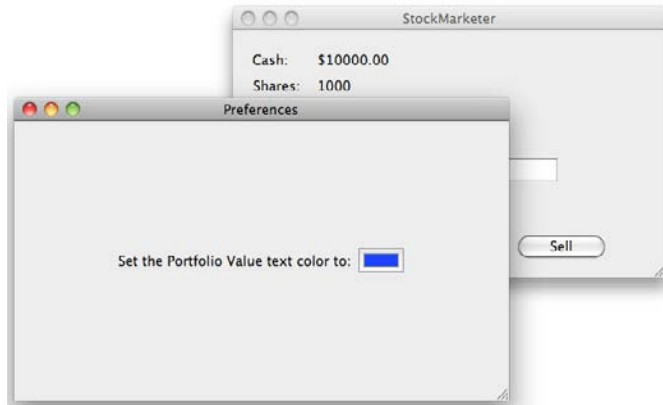 StockMarketer
Cash: $10000.00
Shares: 1000
Preferences
Set the Portfolio Value text color to:
Sell